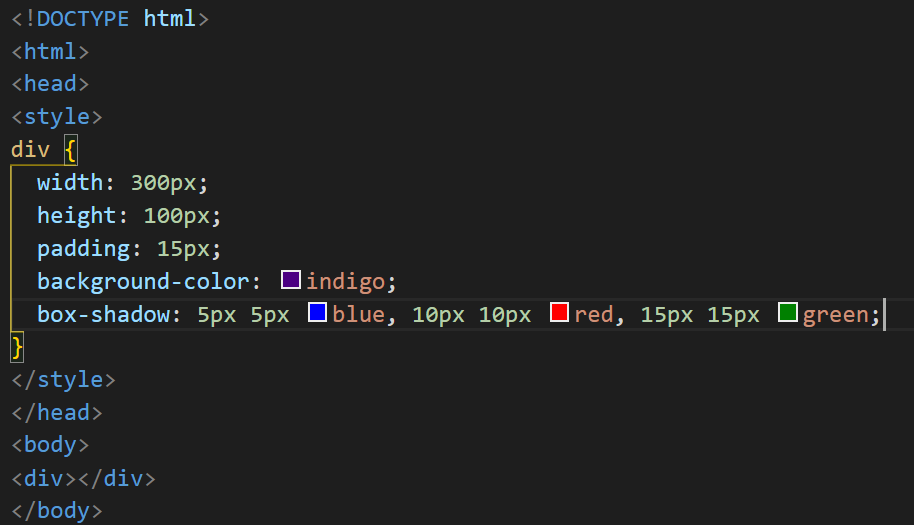 <!DOCTYPE html>
<html>
<head>
<style>
div {
  width: 300px;
  height: 100px;
  padding: 15px;
  background-color: indigo;
  box-shadow: 5px 5px blue, 10px 10px red, 15px 15px green;
}
</style>
</head>
<body>
<div></div>
</body>